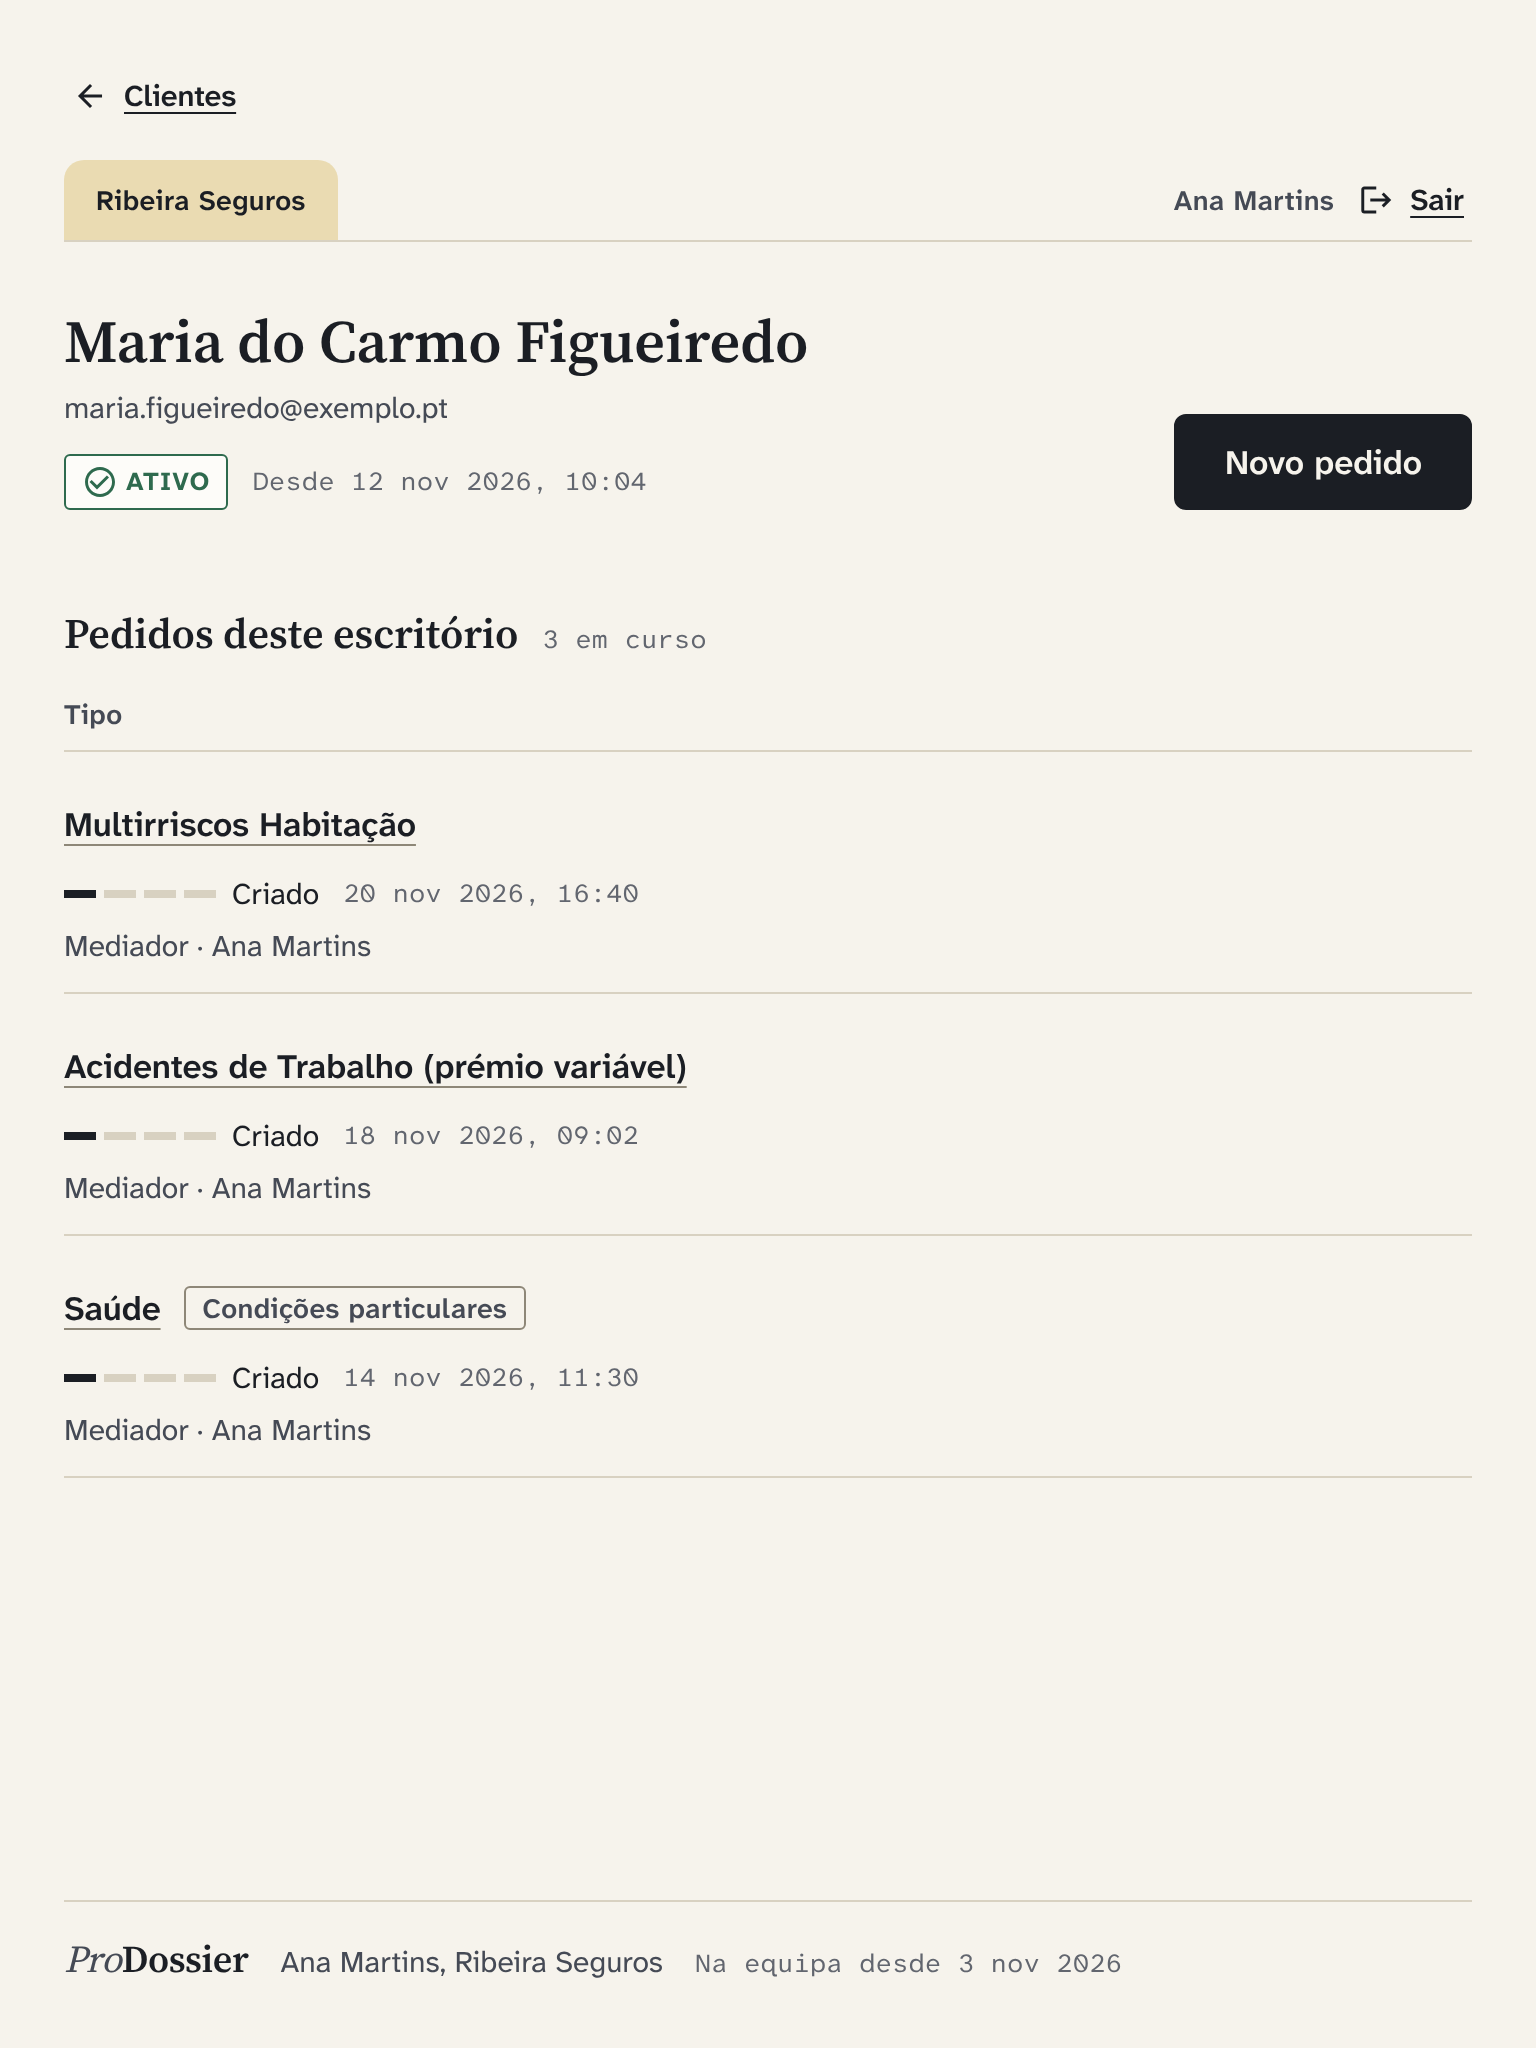 Clientes
Ribeira Seguros
Ana Martins Sair
Maria do Carmo Figueiredo
maria.figueiredo@exemplo.pt
ATIVO Desde 12 nov 2026, 10:04
Novo pedido
Pedidos deste escritório 3 em curso
Tipo
Multirriscos Habitação
Criado 20 nov 2026, 16:40
Mediador · Ana Martins
Acidentes de Trabalho (prémio variável)
Criado 18 nov 2026, 09:02
Mediador · Ana Martins
Saúde Condições particulares
Criado 14 nov 2026, 11:30
Mediador · Ana Martins
ProDossier Ana Martins, Ribeira Seguros Na equipa desde 3 nov 2026